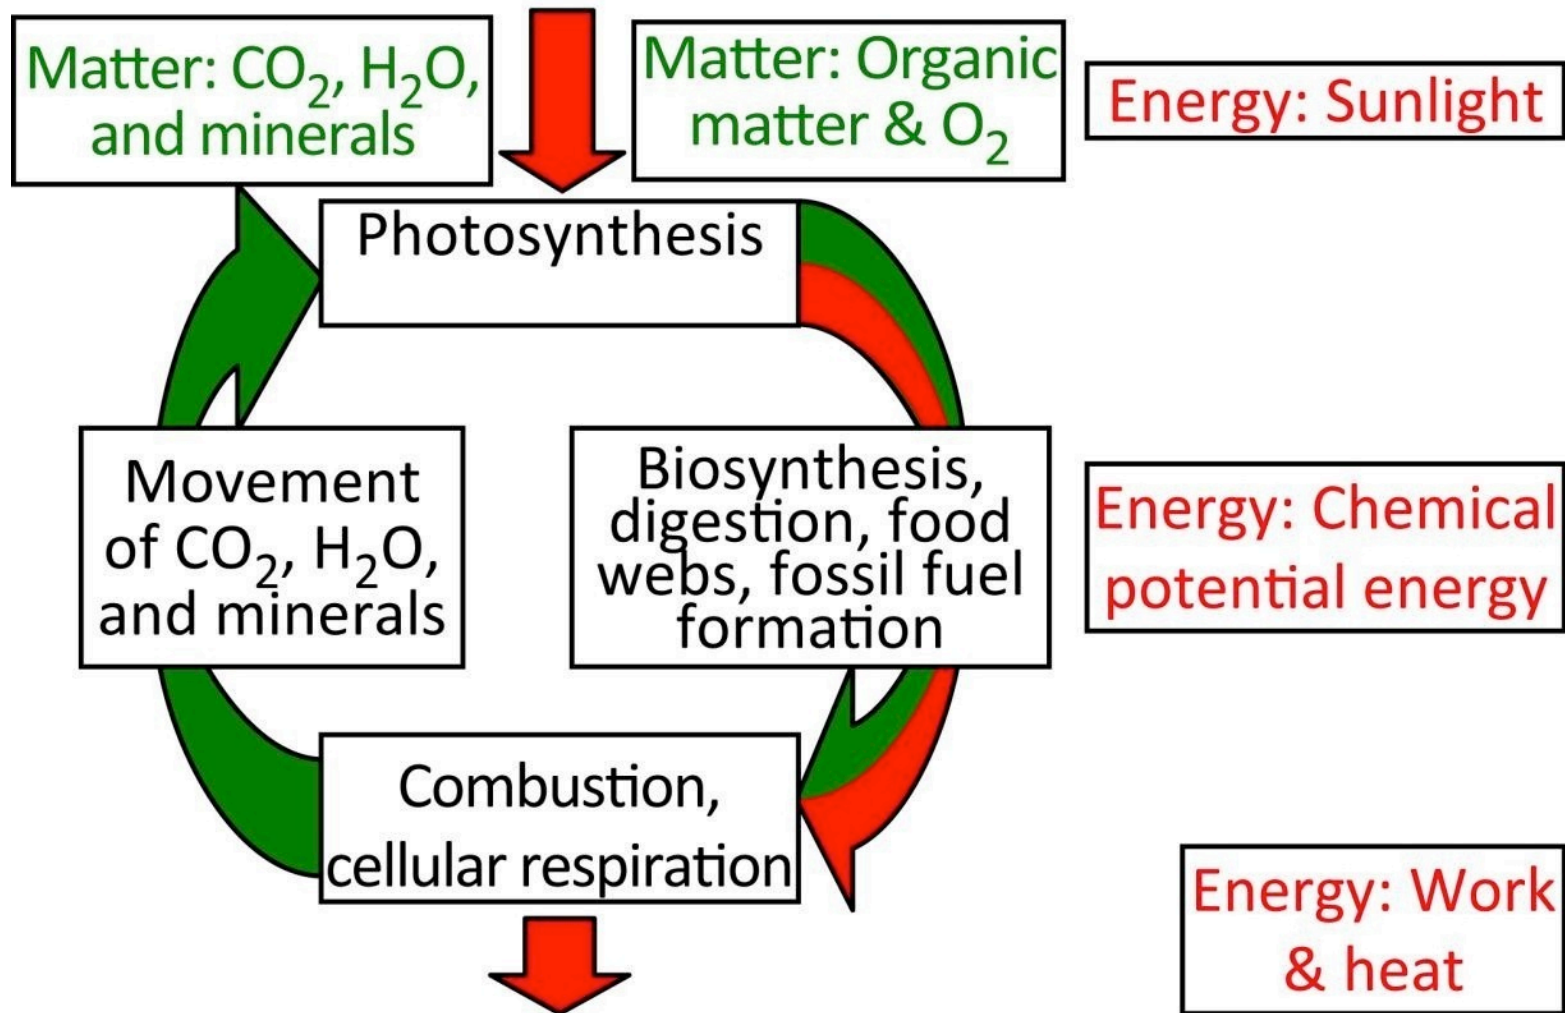 Matter: CO₂, H₂O,
and minerals
Matter: Organic
matter & O₂
Energy: Sunlight
Photosynthesis
Movement
of CO₂, H₂O,
and minerals
Biosynthesis,
digestion, food
webs, fossil fuel
formation
Energy: Chemical
potential energy
Combustion,
cellular respiration
Energy: Work
& heat